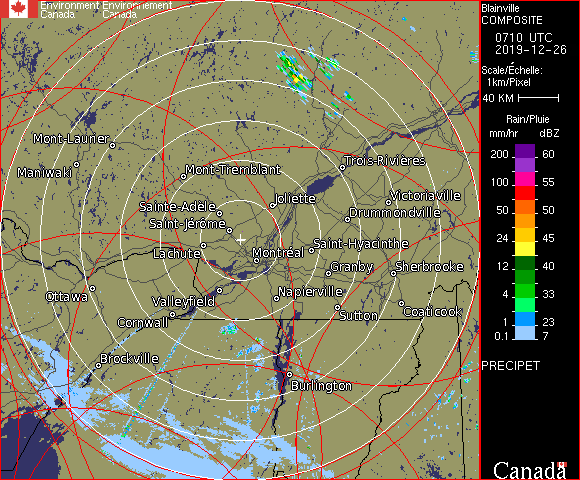 Environment Environnement
Canada Canada
Blainville
COMPOSITE
0710 UTC
2019-12-26
Scale/Échelle:
1km/Pixel
40 KM
Rain/Pluie
mm/hr dBZ
200 60
100 55
50 50
24 45
12 40
4 33
1 23
0.1 7
PRECIPET
Mont-Laurier
Maniwaki
Mont-Tremblant
Trois-Rivières
Joliette
Victoriaville
Sainte-Adèle
Drummondville
Saint-Jérôme
Saint-Hyacinthe
Lachute
Montréal
Granby
Sherbrooke
Ottawa
Valleyfield
Napierville
Cornwall
Sutton
Coaticook
Brockville
Burlington
Canada